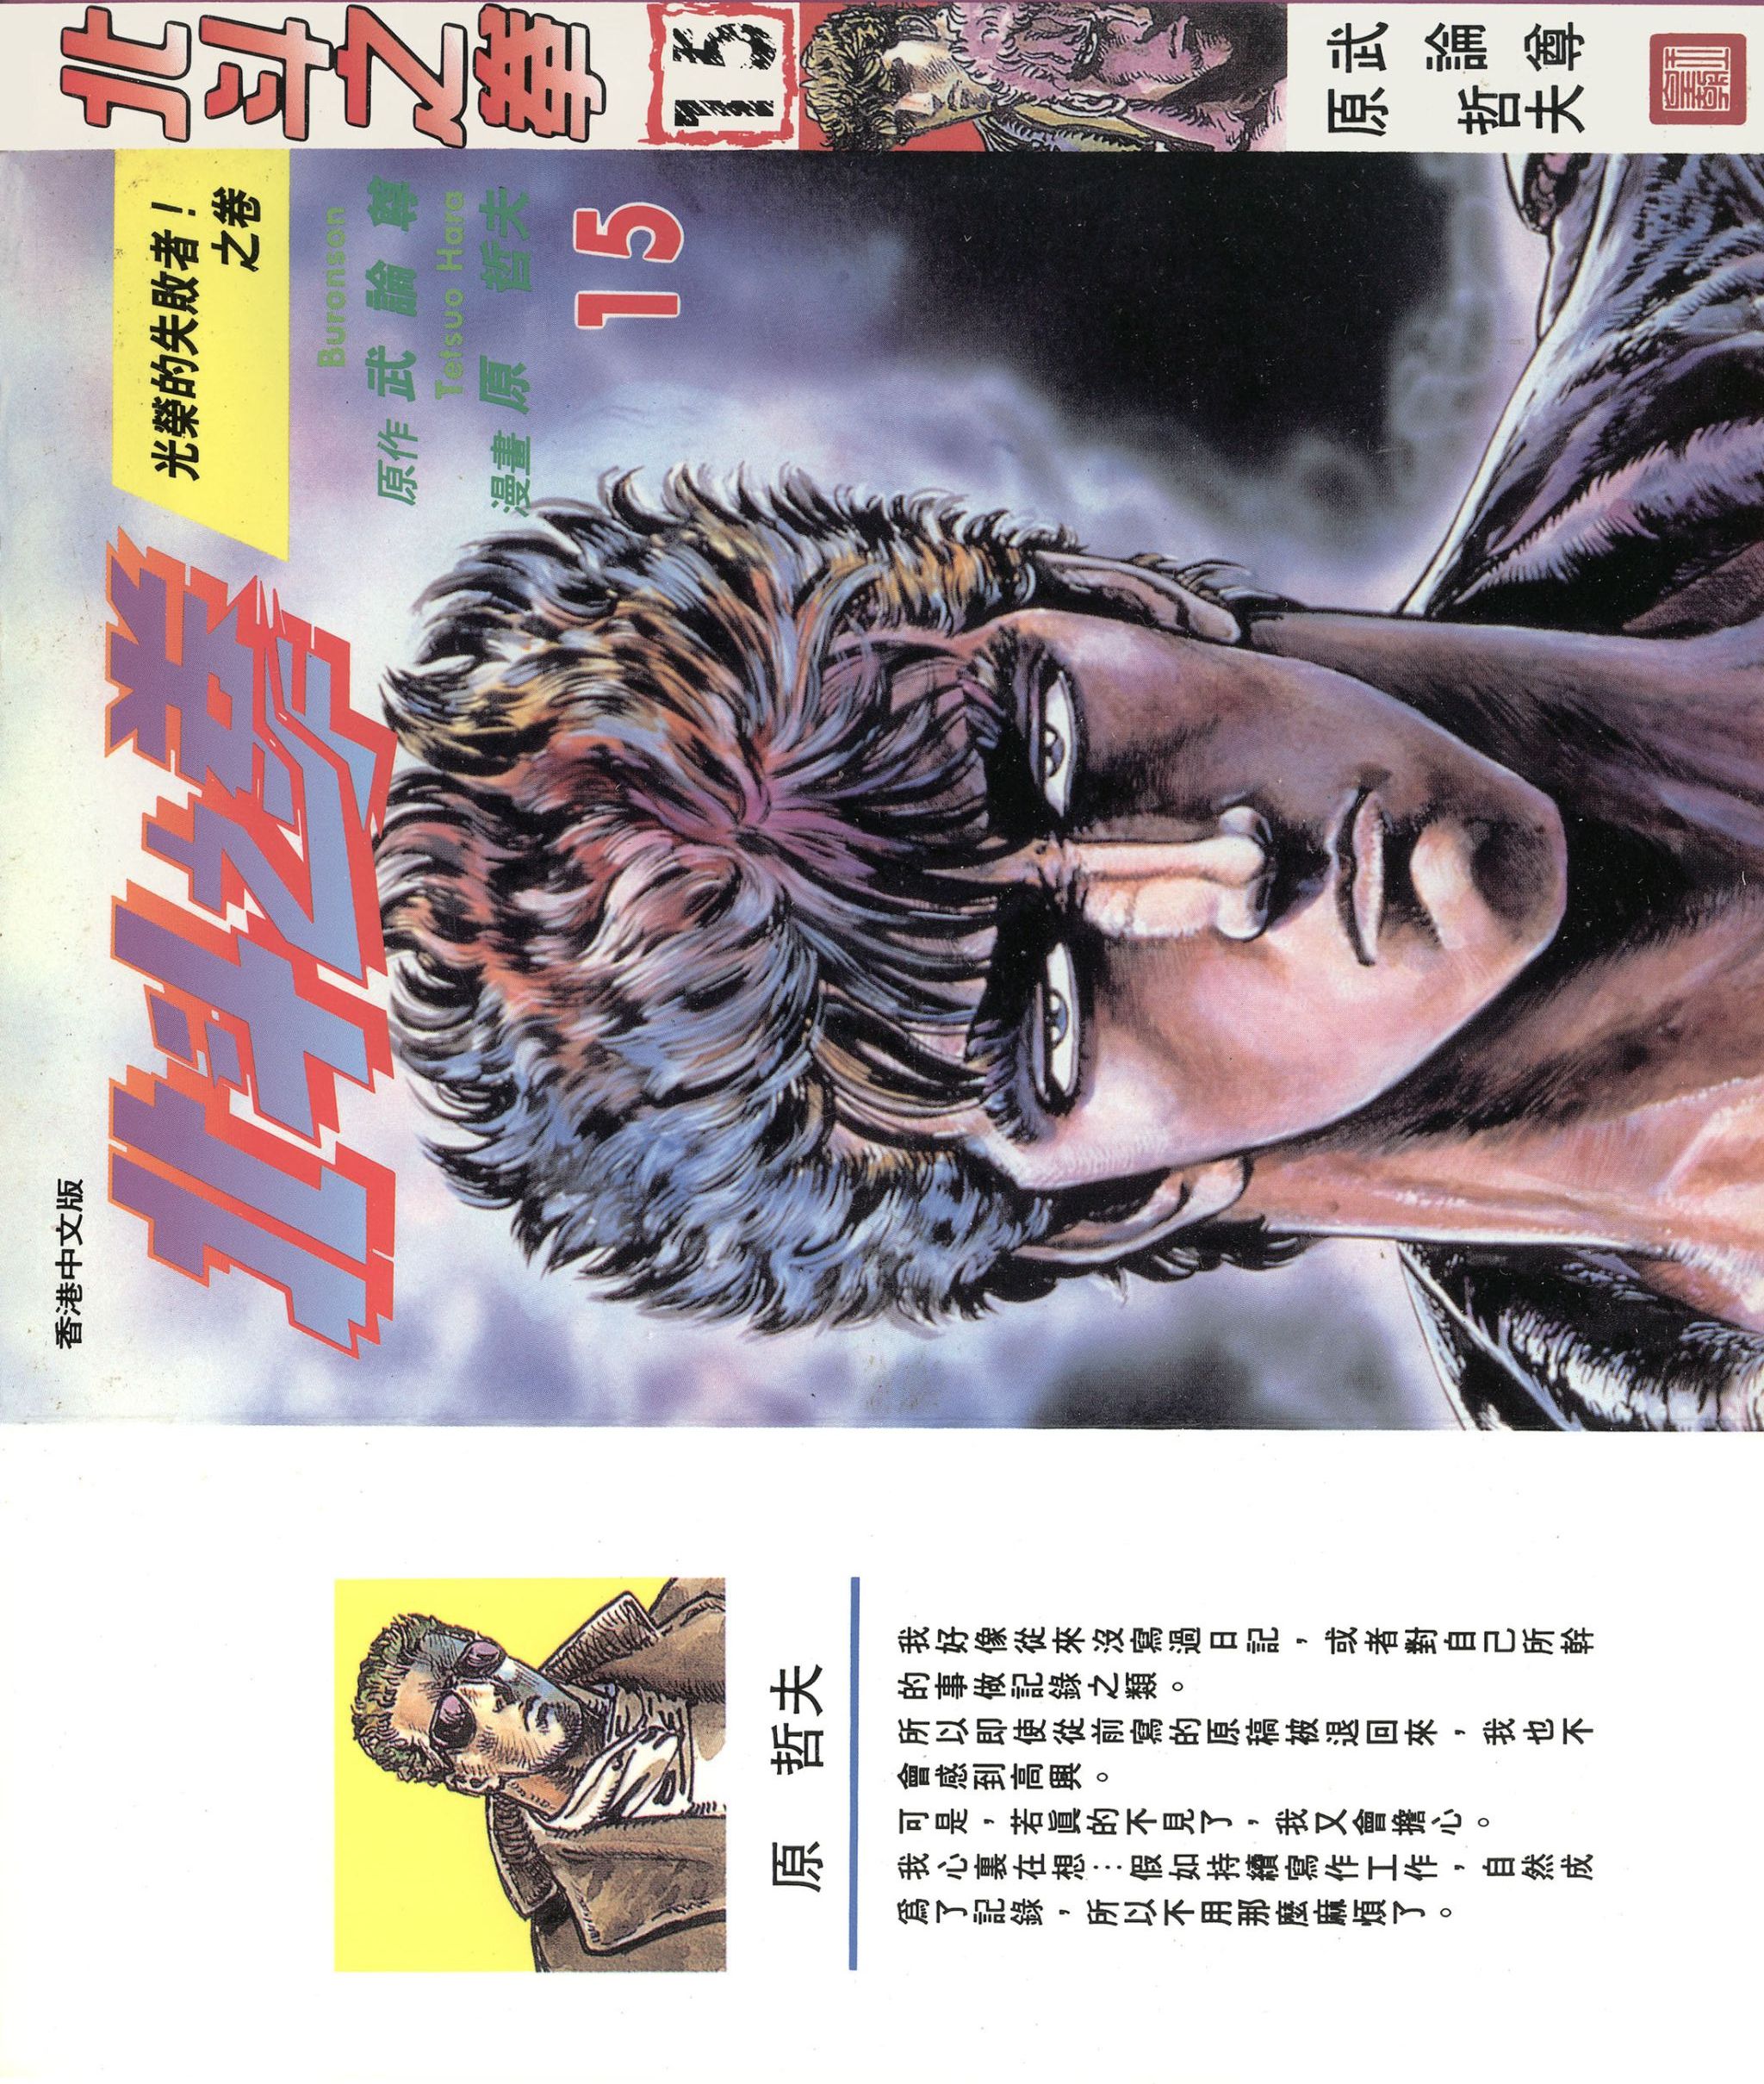 北斗之拳
15
武論尊
原哲夫
香港中文版
北斗之拳
光榮的失敗者！
之卷
Buronson
原作 武論尊
Tetsuo Hara
漫畫 原 哲夫
15
原 哲夫
我好像從來沒寫過日記，或者對自己所幹
的事做記錄之類。
所以即使從前寫的原稿被退回來，我也不
會感到高興。
可是，若眞的不見了，我又會擔心。
我心裏在想…假如持續寫作工作，自然成
爲了記錄，所以不用那麼麻煩了。